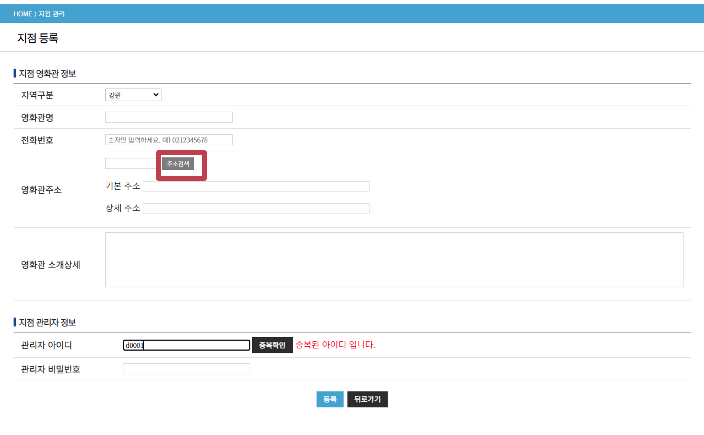 HOME > 지점 관리
지점 등록
지점 영화관 정보
지역구분 강원
영화관명
전화번호 숫자만 입력하세요. 예) 0212345678
주소검색
영화관주소 기본 주소
상세 주소
영화관 소개상세
지점 관리자 정보
관리자 아이디 d0001 중복확인 중복된 아이디 입니다.
관리자 비밀번호
등록 뒤로가기